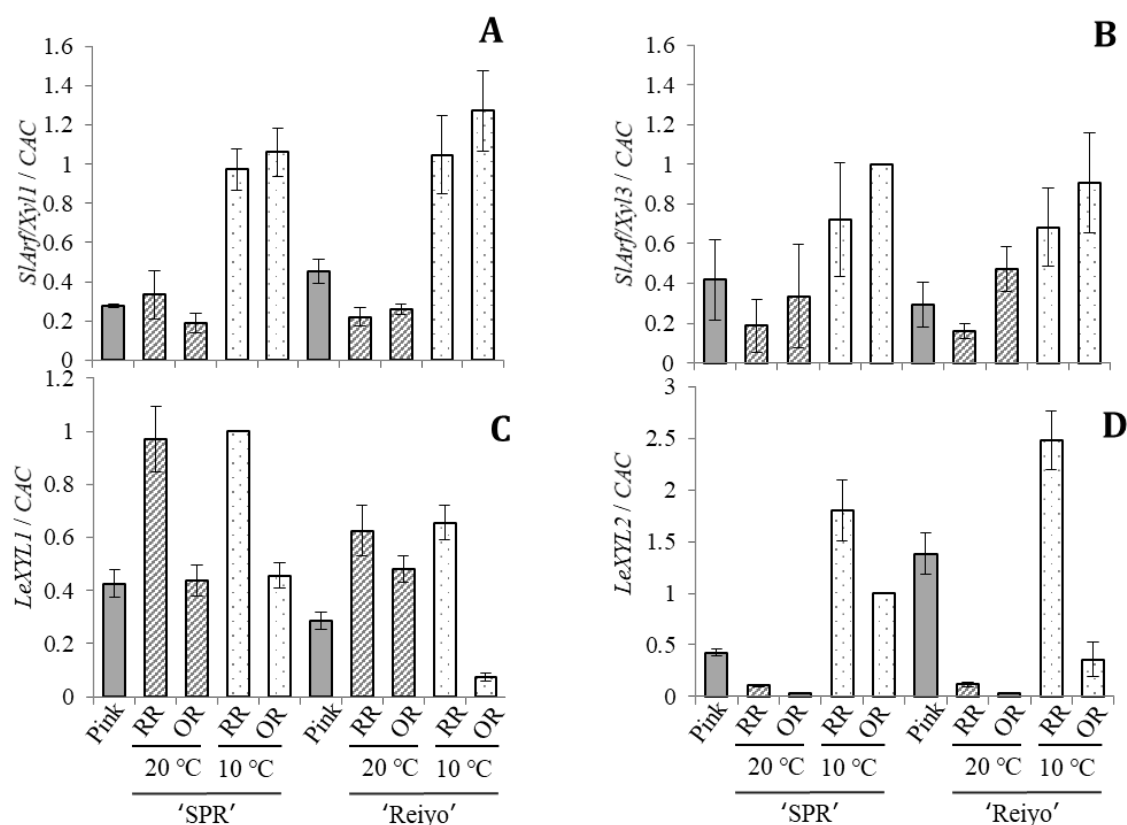 A
1.6
1.4
1.2
1
0.8
0.6
0.4
0.2
0
SlArf/Xyl1 / CAC
B
1.6
1.4
1.2
1
0.8
0.6
0.4
0.2
0
SlArf/Xyl3 / CAC
C
1.2
1
0.8
0.6
0.4
0.2
0
LeXYL1 / CAC
Pink RR OR RR OR Pink RR OR RR OR
20 °C 10 °C 20 °C 10 °C
‘SPR’ ‘Reiyo’
D
3
2.5
2
1.5
1
0.5
0
LeXYL2 / CAC
Pink RR OR RR OR Pink RR OR RR OR
20 °C 10 °C 20 °C 10 °C
‘SPR’ ‘Reiyo’